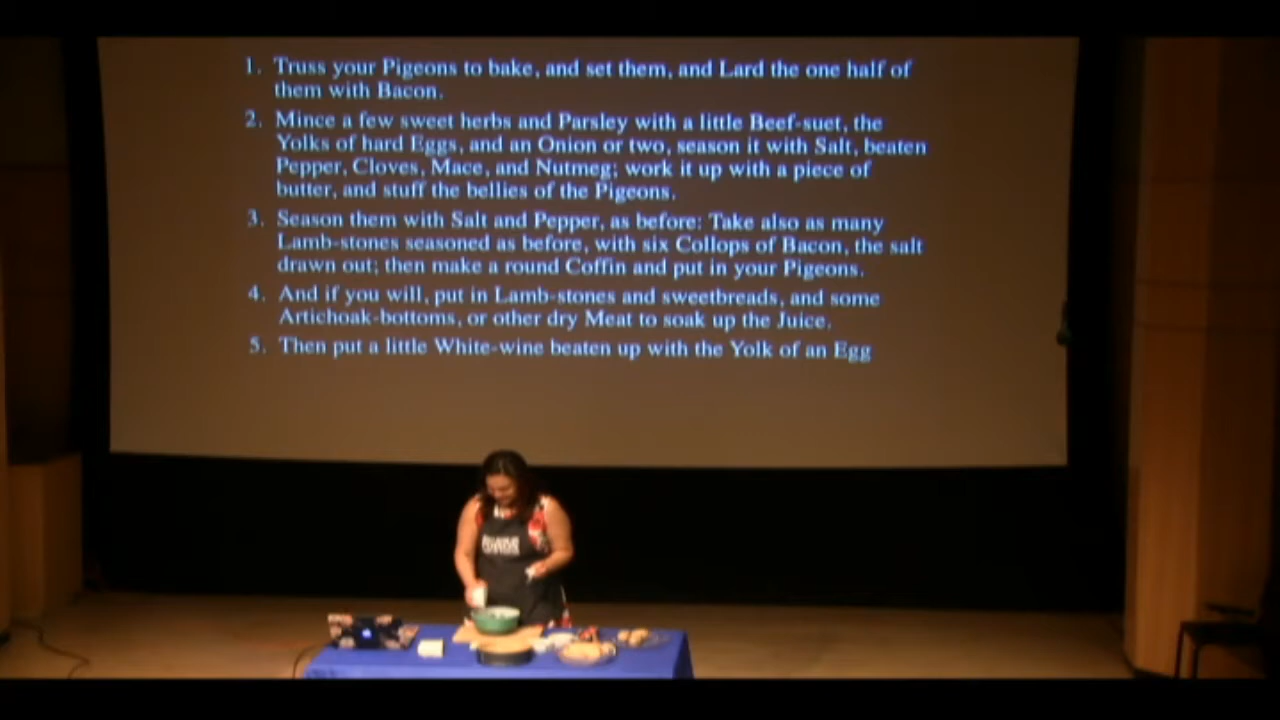 1. Truss your Pigeons to bake, and set them, and Lard the one half of
them with Bacon.
2. Mince a few sweet herbs and Parsley with a little Beef-suet, the
Yolks of hard Eggs, and an Onion or two, season it with Salt, beaten
Pepper, Cloves, Mace, and Nutmeg; work it up with a piece of
butter, and stuff the bellies of the Pigeons.
3. Season them with Salt and Pepper, as before: Take also as many
Lamb-stones seasoned as before, with six Collops of Bacon, the salt
drawn out; then make a round Coffin and put in your Pigeons.
4. And if you will, put in Lamb-stones and sweetbreads, and some
Artichoak-bottoms, or other dry Meat to soak up the Juice.
5. Then put a little White-wine beaten up with the Yolk of an Egg